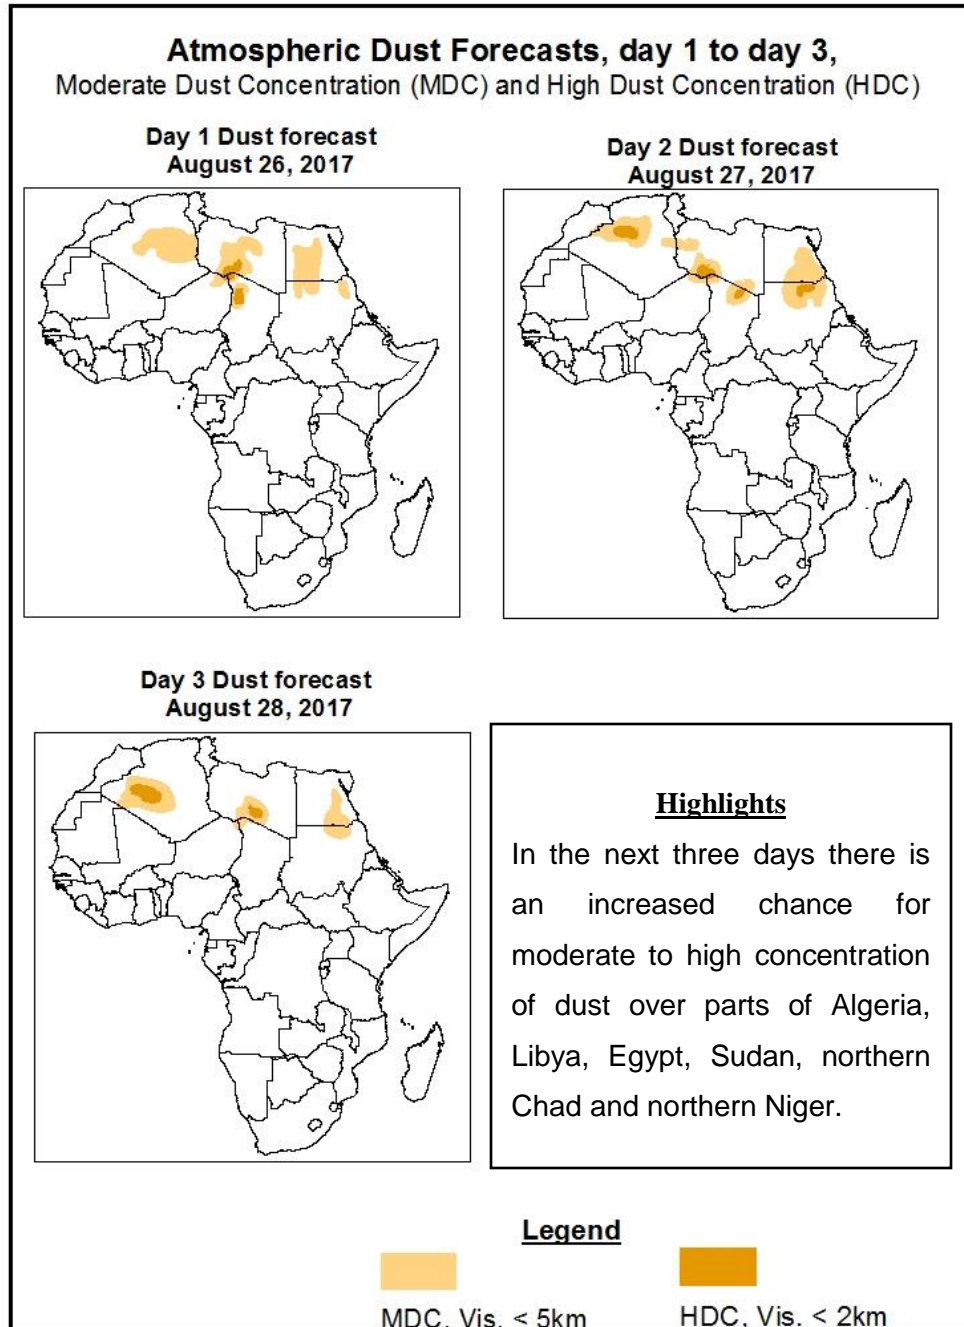 Atmospheric Dust Forecasts, day 1 to day 3,
Moderate Dust Concentration (MDC) and High Dust Concentration (HDC)
Day 1 Dust forecast
August 26, 2017
Day 2 Dust forecast
August 27, 2017
Day 3 Dust forecast
August 28, 2017
Highlights
In the next three days there is
an increased chance for
moderate to high concentration
of dust over parts of Algeria,
Libya, Egypt, Sudan, northern
Chad and northern Niger.
Legend
MDC, Vis. < 5km
HDC, Vis. < 2km